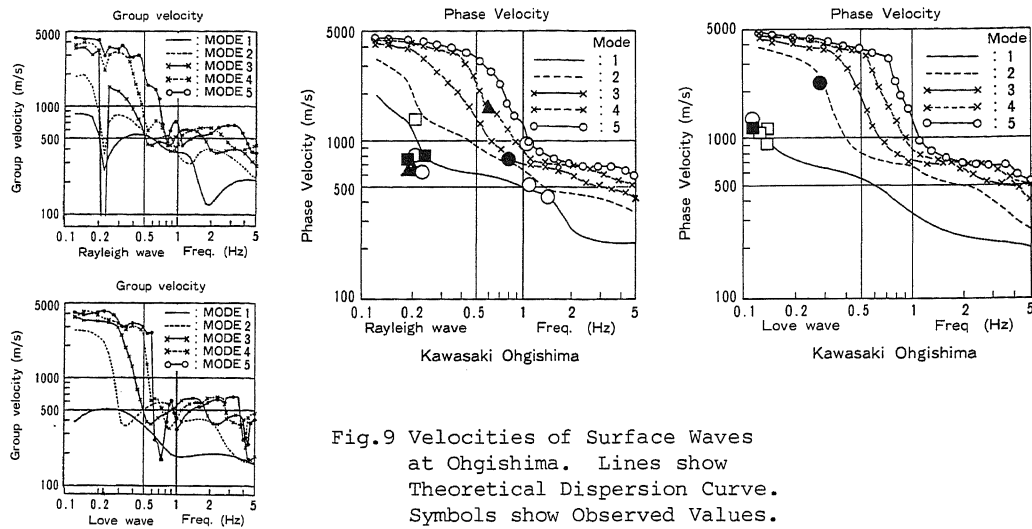 Group velocity
5000
1000
500
100
Group velocity (m/s)
: MODE 1
: MODE 2
: MODE 3
: MODE 4
: MODE 5
0.1 0.2 0.5 1 2 5
Rayleigh wave Freq. (Hz)
Group velocity
5000
1000
500
100
Group velocity (m/s)
: MODE 1
: MODE 2
: MODE 3
: MODE 4
: MODE 5
0.1 0.2 0.5 1 2 5
Love wave Freq. (Hz)
Phase Velocity
5000
1000
500
100
Phase Velocity (m/s)
Mode
: 1
: 2
: 3
: 4
: 5
0.1 0.2 0.5 1 2 5
Rayleigh wave Freq. (Hz)
Kawasaki Ohgishima
Phase Velocity
5000
1000
500
100
Phase Velocity (m/s)
Mode
: 1
: 2
: 3
: 4
: 5
0.1 0.2 0.5 1 2 5
Love wave Freq (Hz)
Kawasaki Ohgishima
Fig.9 Velocities of Surface Waves
at Ohgishima. Lines show
Theoretical Dispersion Curve.
Symbols show Observed Values.